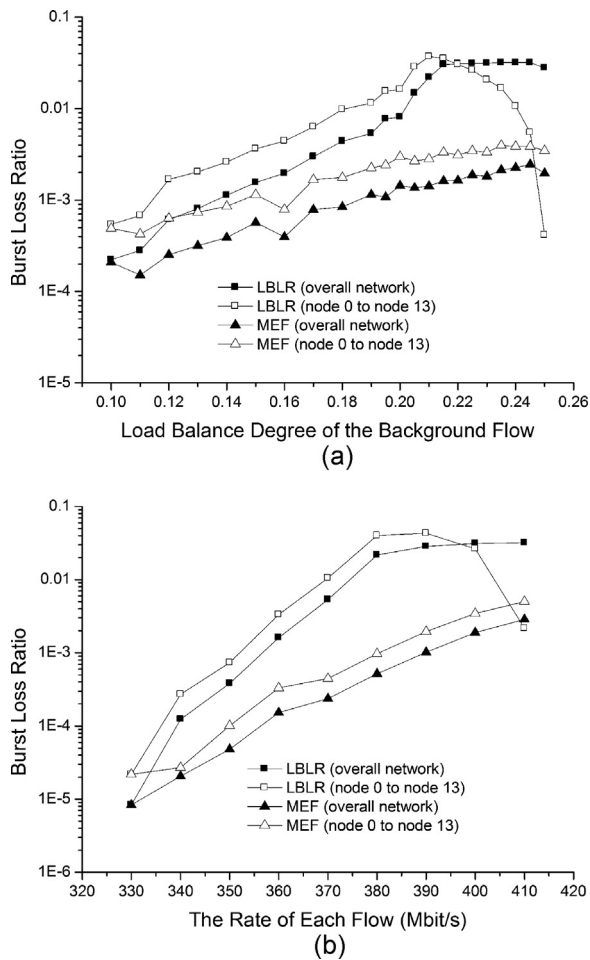 (a)
0.1
0.01
1E-3
1E-4
1E-5
Burst Loss Ratio
LBLR (overall network)
LBLR (node 0 to node 13)
MEF (overall network)
MEF (node 0 to node 13)
0.10 0.12 0.14 0.16 0.18 0.20 0.22 0.24 0.26
Load Balance Degree of the Background Flow
(a)
0.1
0.01
1E-3
1E-4
1E-5
1E-6
Burst Loss Ratio
LBLR (overall network)
LBLR (node 0 to node 13)
MEF (overall network)
MEF (node 0 to node 13)
320 330 340 350 360 370 380 390 400 410 420
The Rate of Each Flow (Mbit/s)
(b)